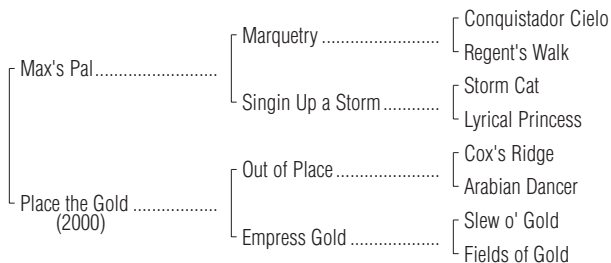 Conquistador Cielo
Marquetry ........................
Regent's Walk
Max's Pal.........................
Storm Cat
Singin Up a Storm ...........
Lyrical Princess
Cox's Ridge
Out of Place .....................
Arabian Dancer
Place the Gold .................
(2000)
Slew o' Gold
Empress Gold ..................
Fields of Gold